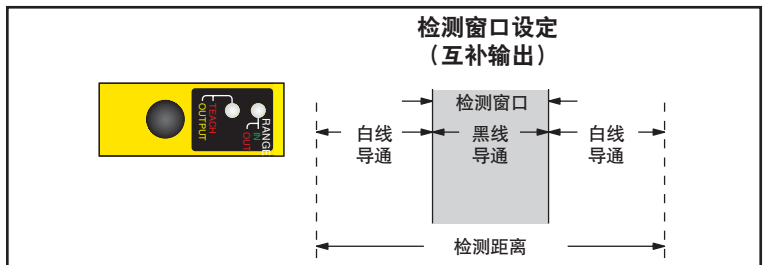 检测窗口设定
（互补输出）
检测窗口
白线
导通
黑线
导通
白线
导通
检测距离
RANGE
IN
OUT
TEACH
OUTPUT